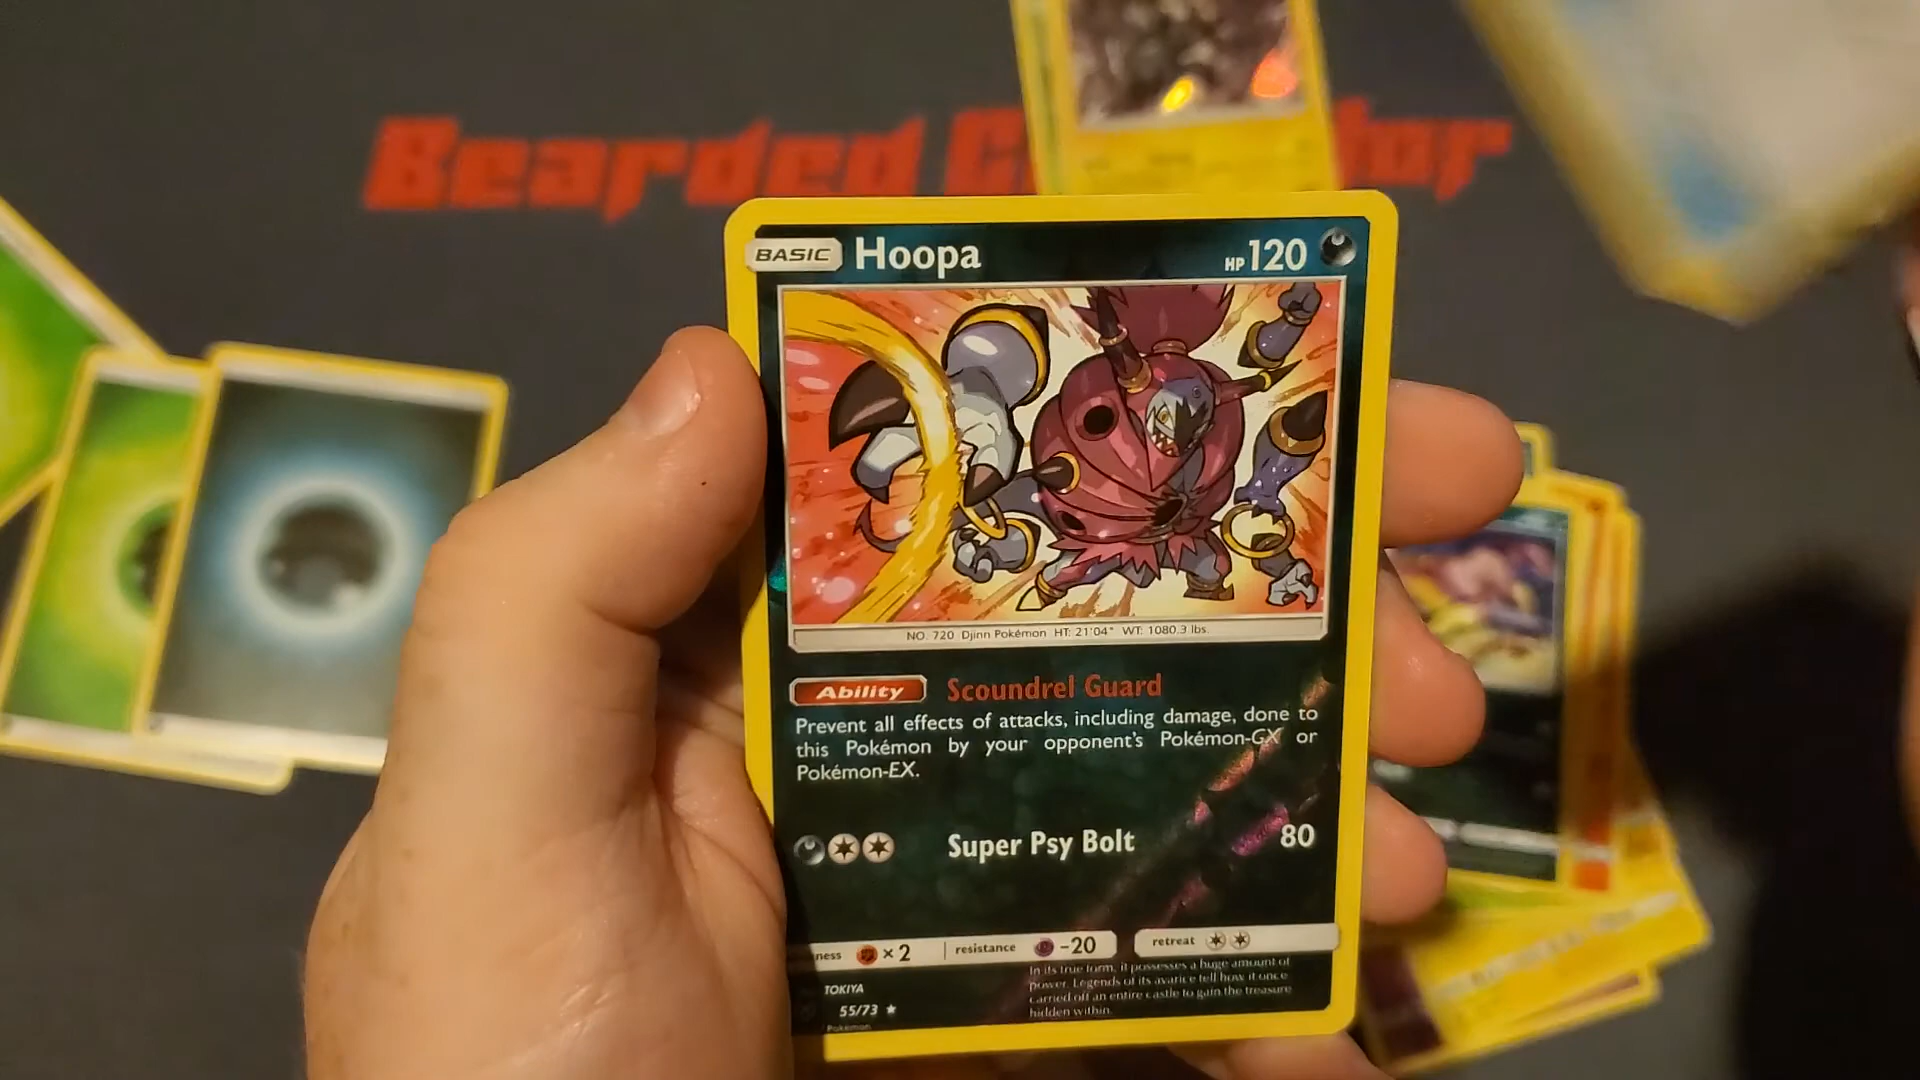 Bearded
BASIC Hoopa HP 120
NO. 720 Djinn Pokémon HT: 21'04" WT: 1080.3 lbs.
Ability Scoundrel Guard
Prevent all effects of attacks, including damage, done to
this Pokémon by your opponent's Pokémon-GX or
Pokémon-EX.
Super Psy Bolt 80
ness ×2 resistance -20 retreat
In its true form, it possesses a huge amount of
power. Legends of its avarice tell how it once
carried off an entire castle to gain the treasure
hidden within.
TOKIYA
55/73
Pokémon